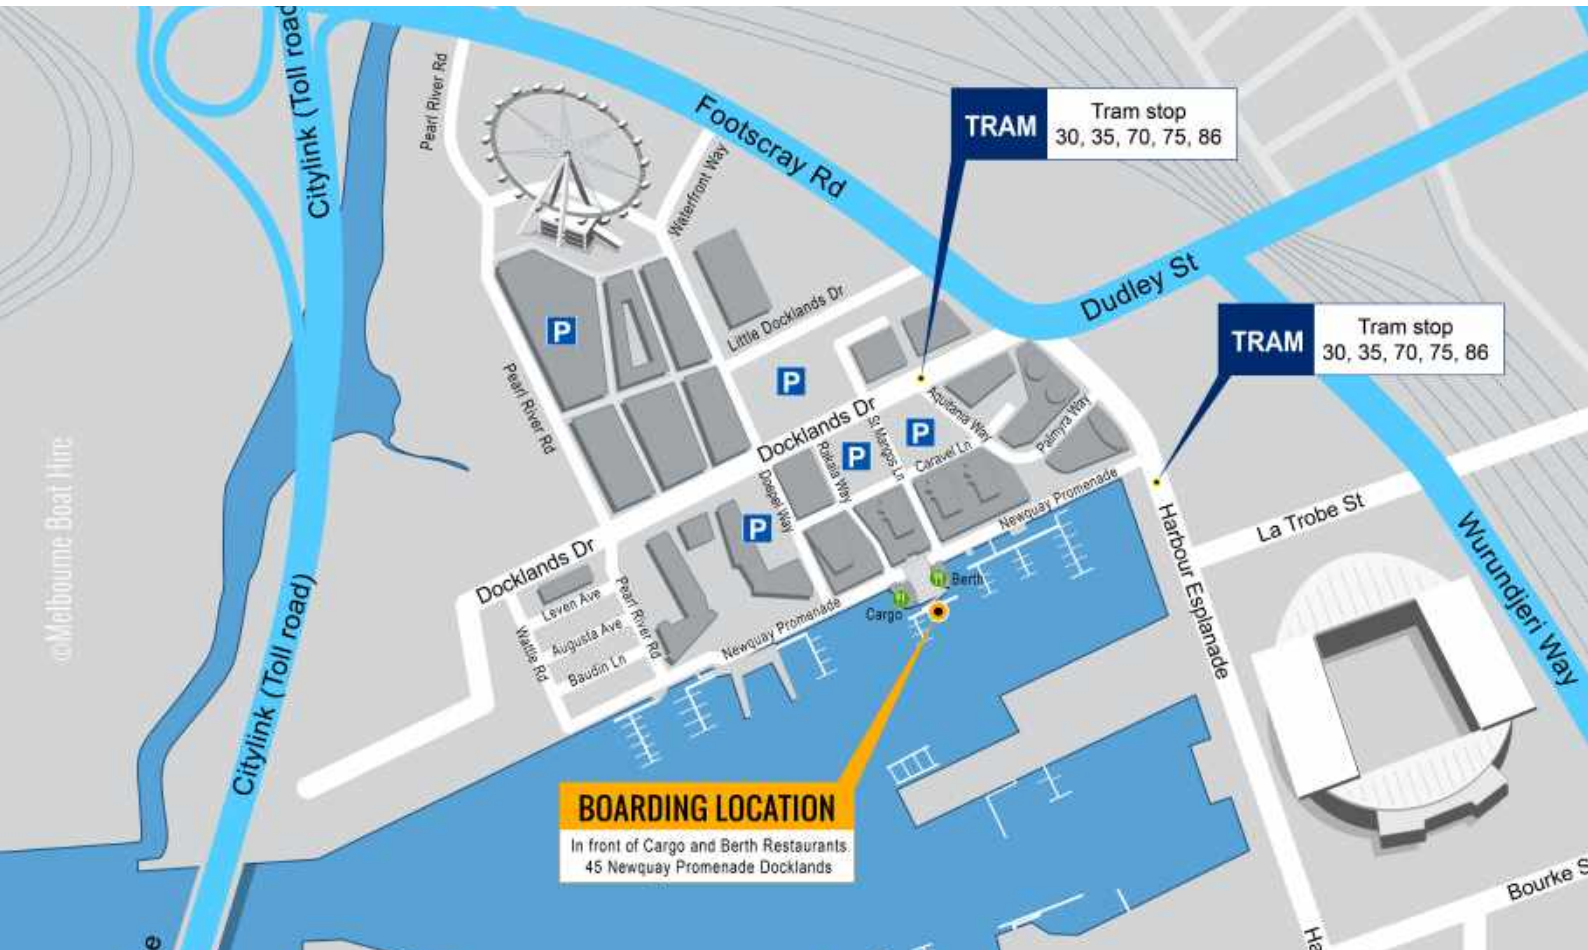 Citylink (Toll road)
Pearl River Rd
Footscray Rd
TRAM
Tram stop
30, 35, 70, 75, 86
Waterfront Way
Dudley St
Little Docklands Dr
P
P
TRAM
Tram stop
30, 35, 70, 75, 86
Pearl River Rd
Docklands Dr
Aquitania Way
Palmyra Way
St Mangos Ln
P
P
Rakaia Way
Caravel Ln
Doepel Way
P
Newquay Promenade
Harbour Esplanade
La Trobe St
Wurundjeri Way
©Melbourne Boat Hire
Docklands Dr
Leven Ave
Pearl River Rd
Augusta Ave
Wattle Rd
Baudin Ln
Newquay Promenade
Berth
Cargo
Citylink (Toll road)
BOARDING LOCATION
In front of Cargo and Berth Restaurants.
45 Newquay Promenade Docklands
Bourke S
Ha
e